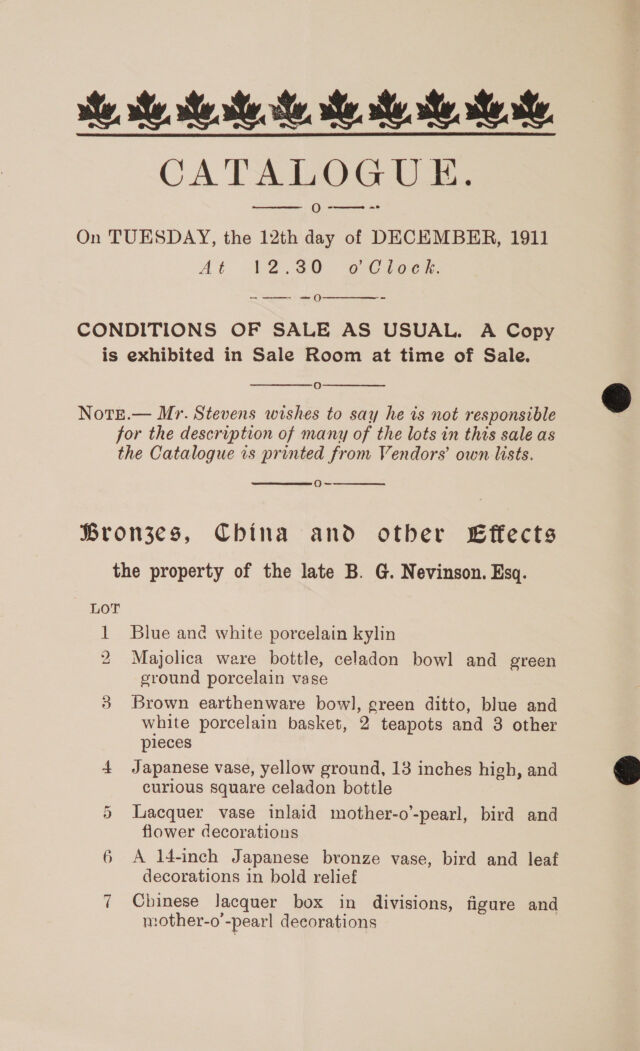 CATALOGUE.
On TUESDAY, the 12th day of DECEMBER, 1911
At 12.30 o'Clock.
CONDITIONS OF SALE AS USUAL. A Copy
is exhibited in Sale Room at time of Sale.
NOTE.— Mr. Stevens wishes to say he is not responsible
for the description of many of the lots in this sale as
the Catalogue is printed from Vendors' own lists.
Bronzes, China and other Effects
the property of the late B. G. Nevinson. Esq.
LOT
1 Blue and white porcelain kylin
2 Majolica ware bottle, celadon bowl and green
ground porcelain vase
3 Brown earthenware bowl, green ditto, blue and
white porcelain basket, 2 teapots and 3 other
pieces
4 Japanese vase, yellow ground, 13 inches high, and
curious square celadon bottle
5 Lacquer vase inlaid mother-o'-pearl, bird and
flower decorations
6 A 14-inch Japanese bronze vase, bird and leaf
decorations in bold relief
7 Chinese lacquer box in divisions, figure and
mother-o'-pearl decorations